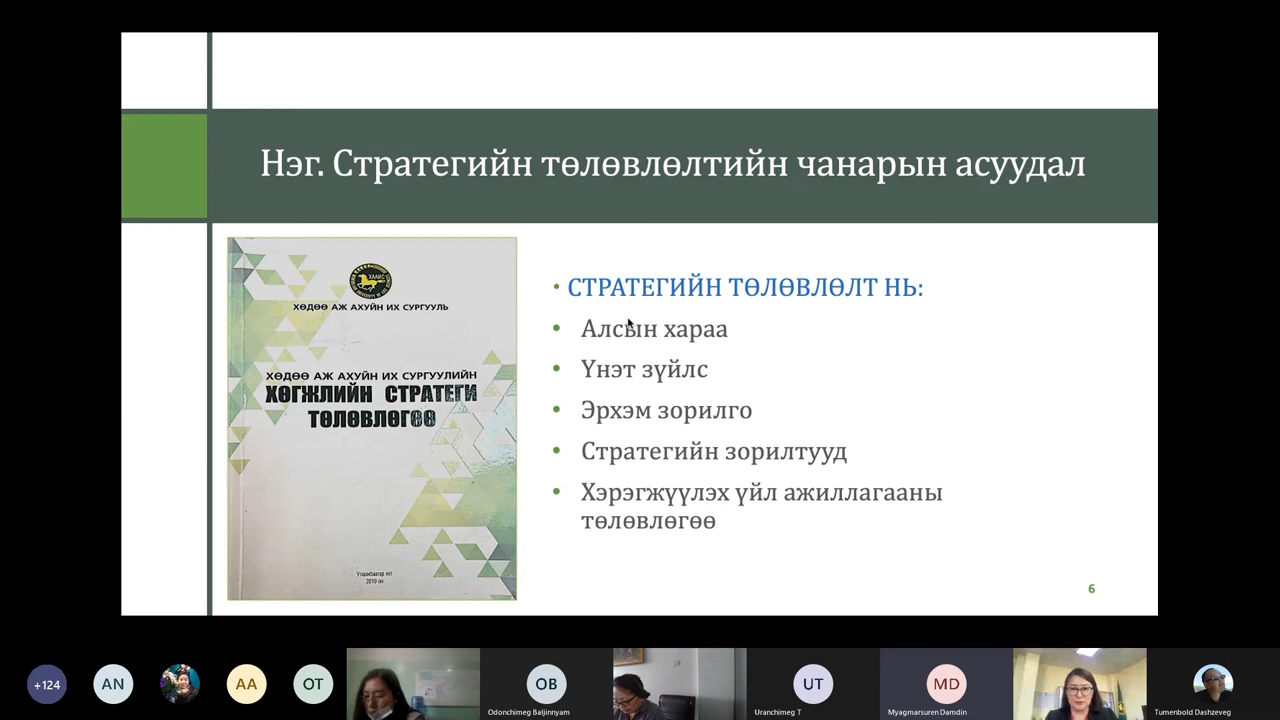 Нэг. Стратегийн төлөвлөлтийн чанарын асуудал
ХААИС
ХӨДӨӨ АЖ АХУЙН ИХ СУРГУУЛЬ
ХӨДӨӨ АЖ АХУЙН ИХ СУРГУУЛИЙН
ХӨГЖЛИЙН СТРАТЕГИ
ТӨЛӨВЛӨГӨӨ
Улаанбаатар хот
2019 он
• СТРАТЕГИЙН ТӨЛӨВЛӨЛТ НЬ:
• Алсын хараа
• Үнэт зүйлс
• Эрхэм зорилго
• Стратегийн зорилтууд
• Хэрэгжүүлэх үйл ажиллагааны
төлөвлөгөө
6
+124
AN
AA
OT
OB
Odonchimeg Baljinnyam
UT
Uranchimeg T
MD
Myagmarsuren Damdin
Tumenbold Dashzeveg